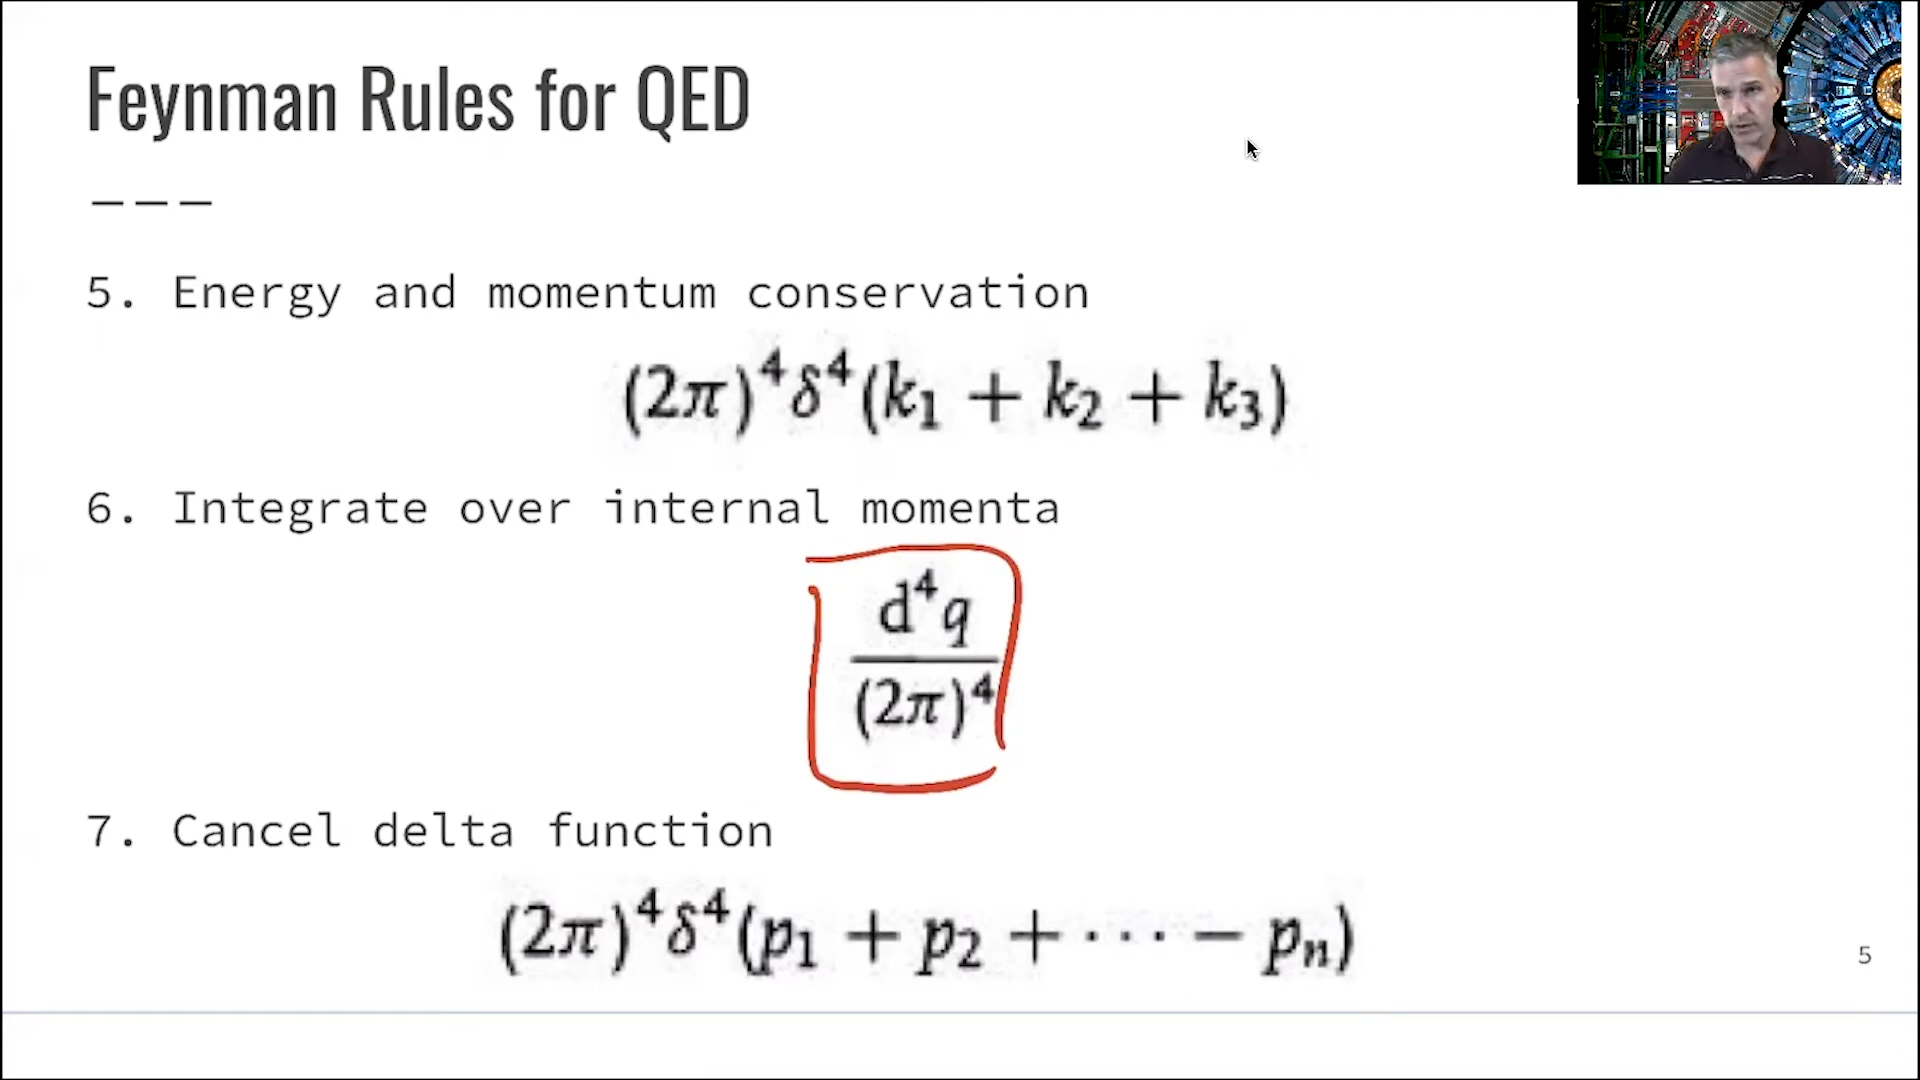 Feynman Rules for QED
---
5. Energy and momentum conservation
(2π)⁴δ⁴(k₁ + k₂ + k₃)
6. Integrate over internal momenta
d⁴q
(2π)⁴
7. Cancel delta function
(2π)⁴δ⁴(p₁ + p₂ + ··· − pₙ)
5